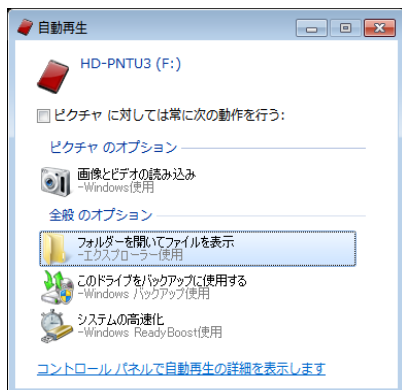 自動再生
HD-PNTU3 (F:)
ピクチャ に対しては常に次の動作を行う:
ピクチャ のオプション
画像とビデオの読み込み
-Windows使用
全般 のオプション
フォルダーを開いてファイルを表示
-エクスプローラー使用
このドライブをバックアップに使用する
-Windows バックアップ使用
システムの高速化
-Windows ReadyBoost使用
コントロール パネルで自動再生の詳細を表示します